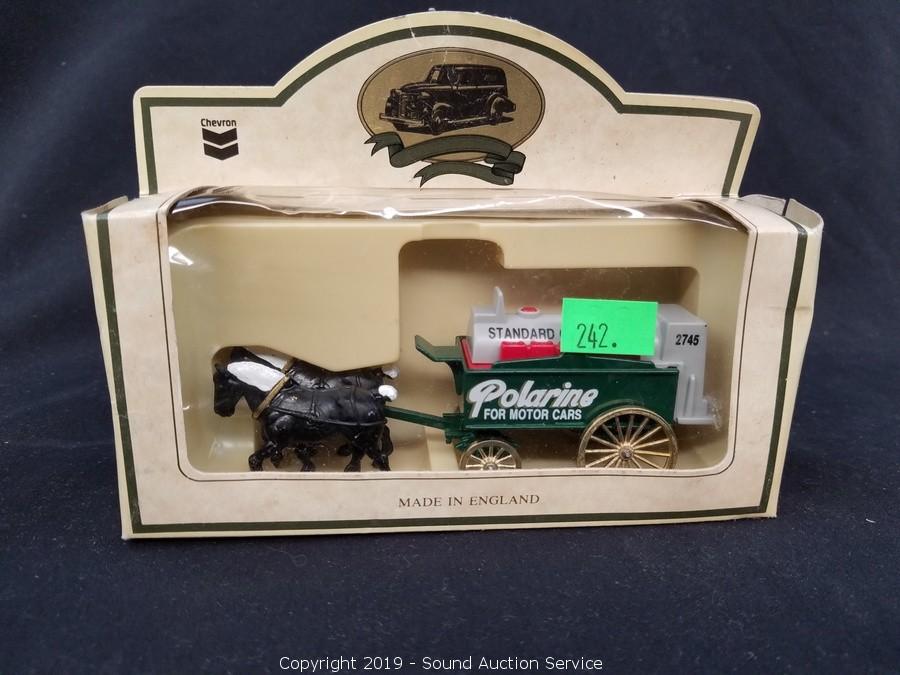 Chevron
STANDARD
242.
2745
Polarine
FOR MOTOR CARS
MADE IN ENGLAND
Copyright 2019 - Sound Auction Service